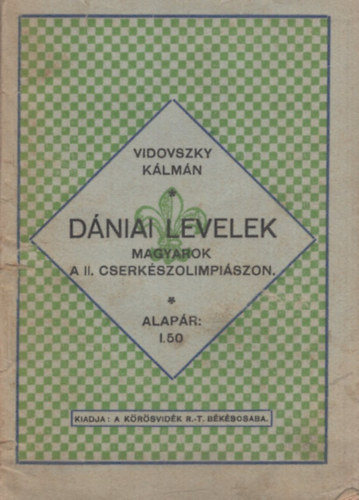 VIDOVSZKY
KÁLMÁN
*
DÁNIAI LEVELEK
MAGYAROK
A II. CSERKÉSZOLIMPIÁSZON.
*
ALAPÁR:
1.50
KIADJA: A KÖRÖSVIDÉK R.-T. BÉKÉSCSABA.